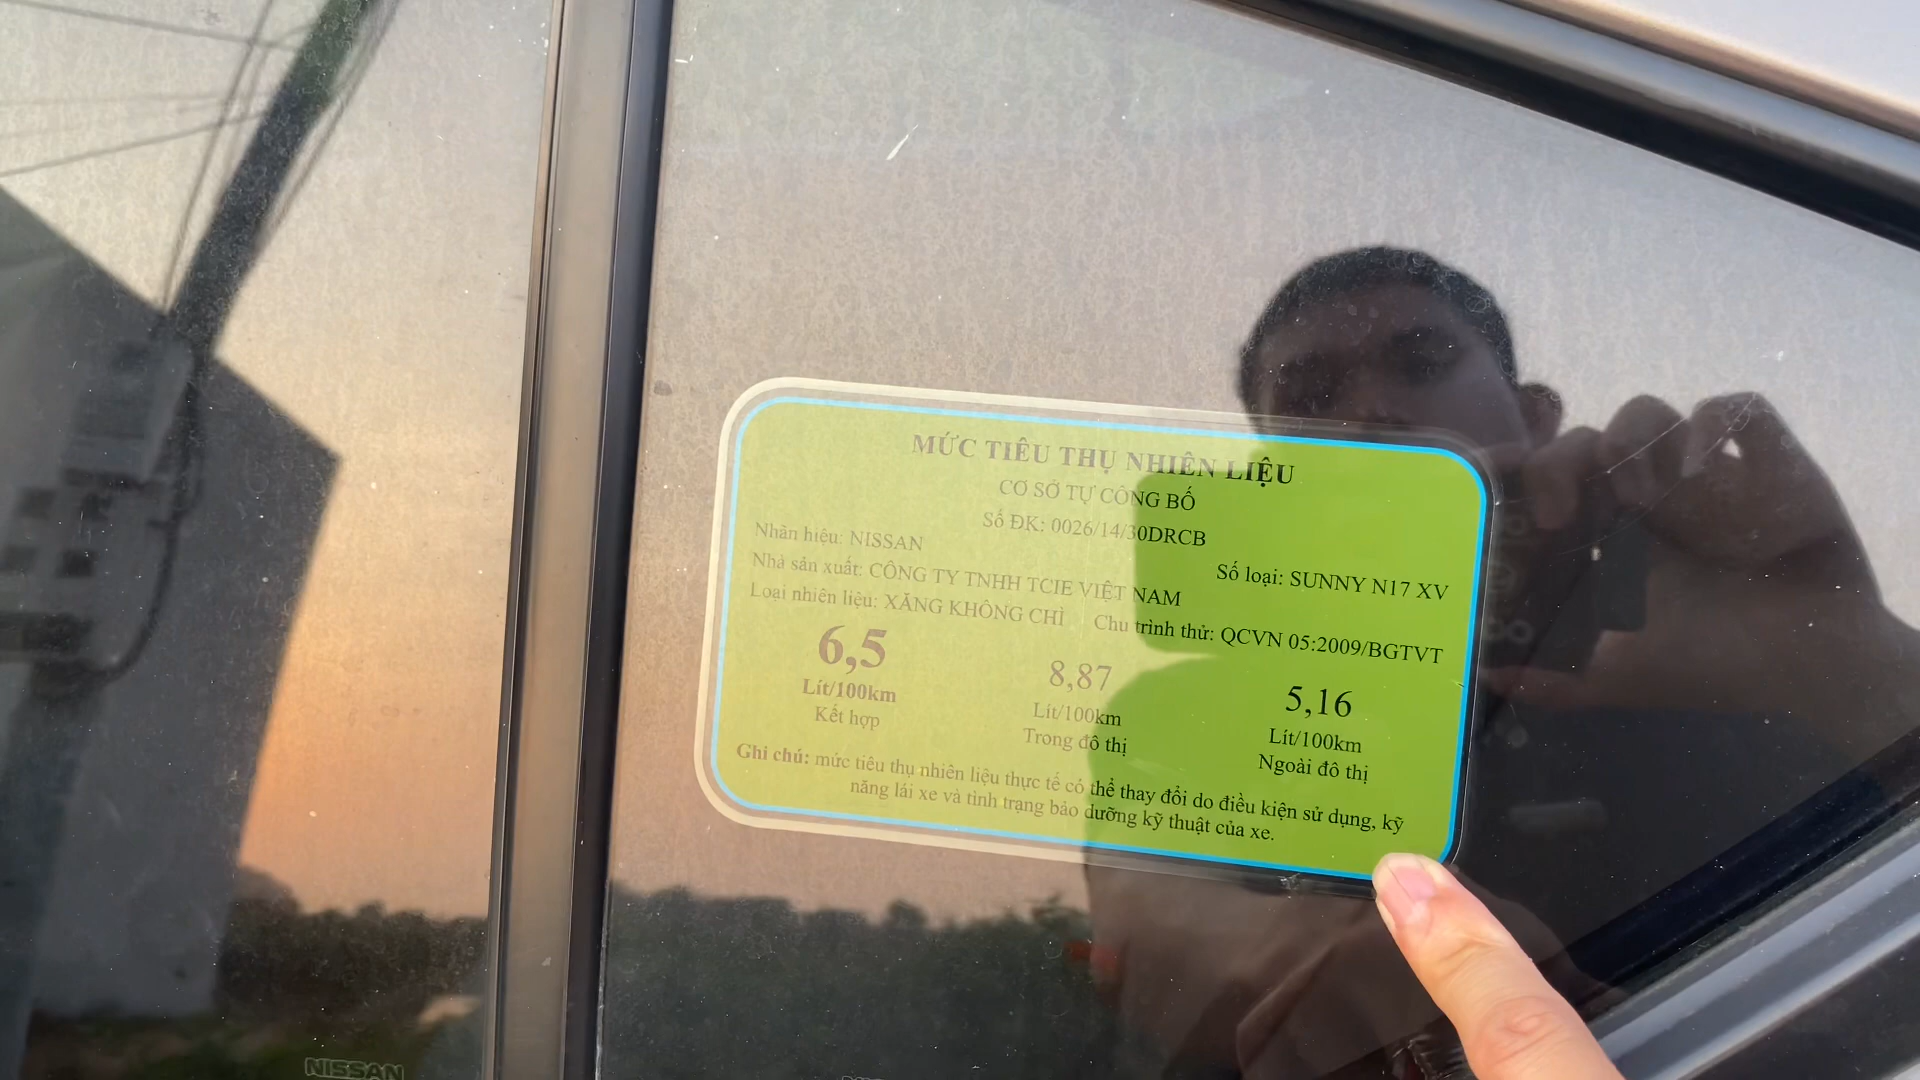 MỨC TIÊU THỤ NHIÊN LIỆU
CƠ SỞ TỰ CÔNG BỐ
Số ĐK: 0026/14/30DRCB
Nhãn hiệu: NISSAN
Số loại: SUNNY N17 XV
Nhà sản xuất: CÔNG TY TNHH TCIE VIỆT NAM
Loại nhiên liệu: XĂNG KHÔNG CHÌ
Chu trình thử: QCVN 05:2009/BGTVT
6,5
Lít/100km
Kết hợp
8,87
Lít/100km
Trong đô thị
5,16
Lít/100km
Ngoài đô thị
Ghi chú: mức tiêu thụ nhiên liệu thực tế có thể thay đổi do điều kiện sử dụng, kỹ
năng lái xe và tình trạng bảo dưỡng kỹ thuật của xe.
NISSAN